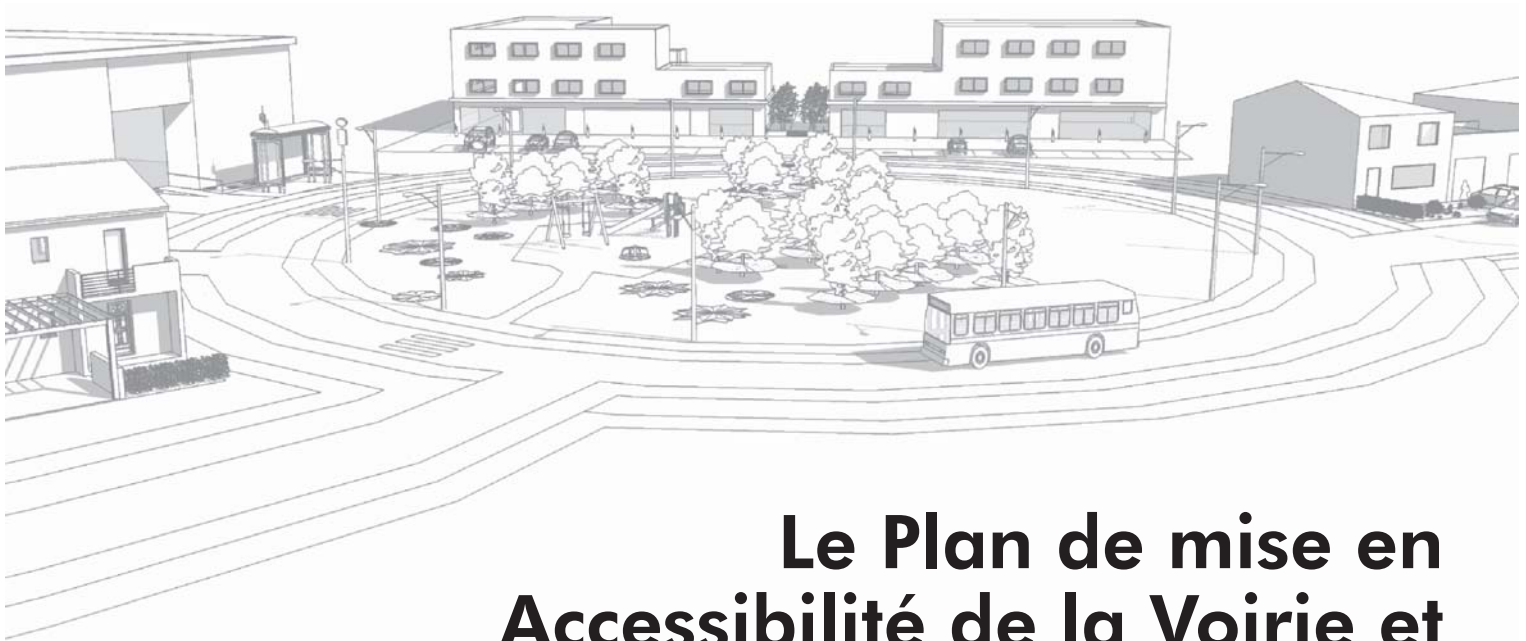 Le Plan de mise en
Accessibilité de la Voirie et